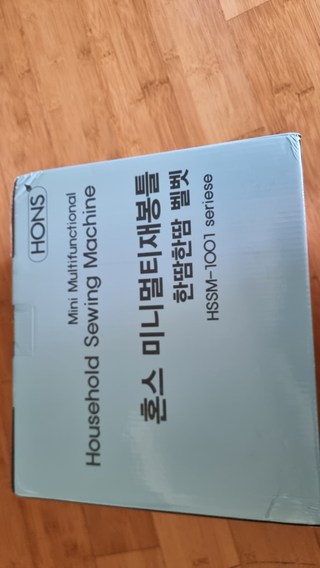 HONS
Mini Multifunctional
Household Sewing Machine
혼스 미니멀티재봉틀
한땀한땀 벨벳
HSSM-1001 seriese